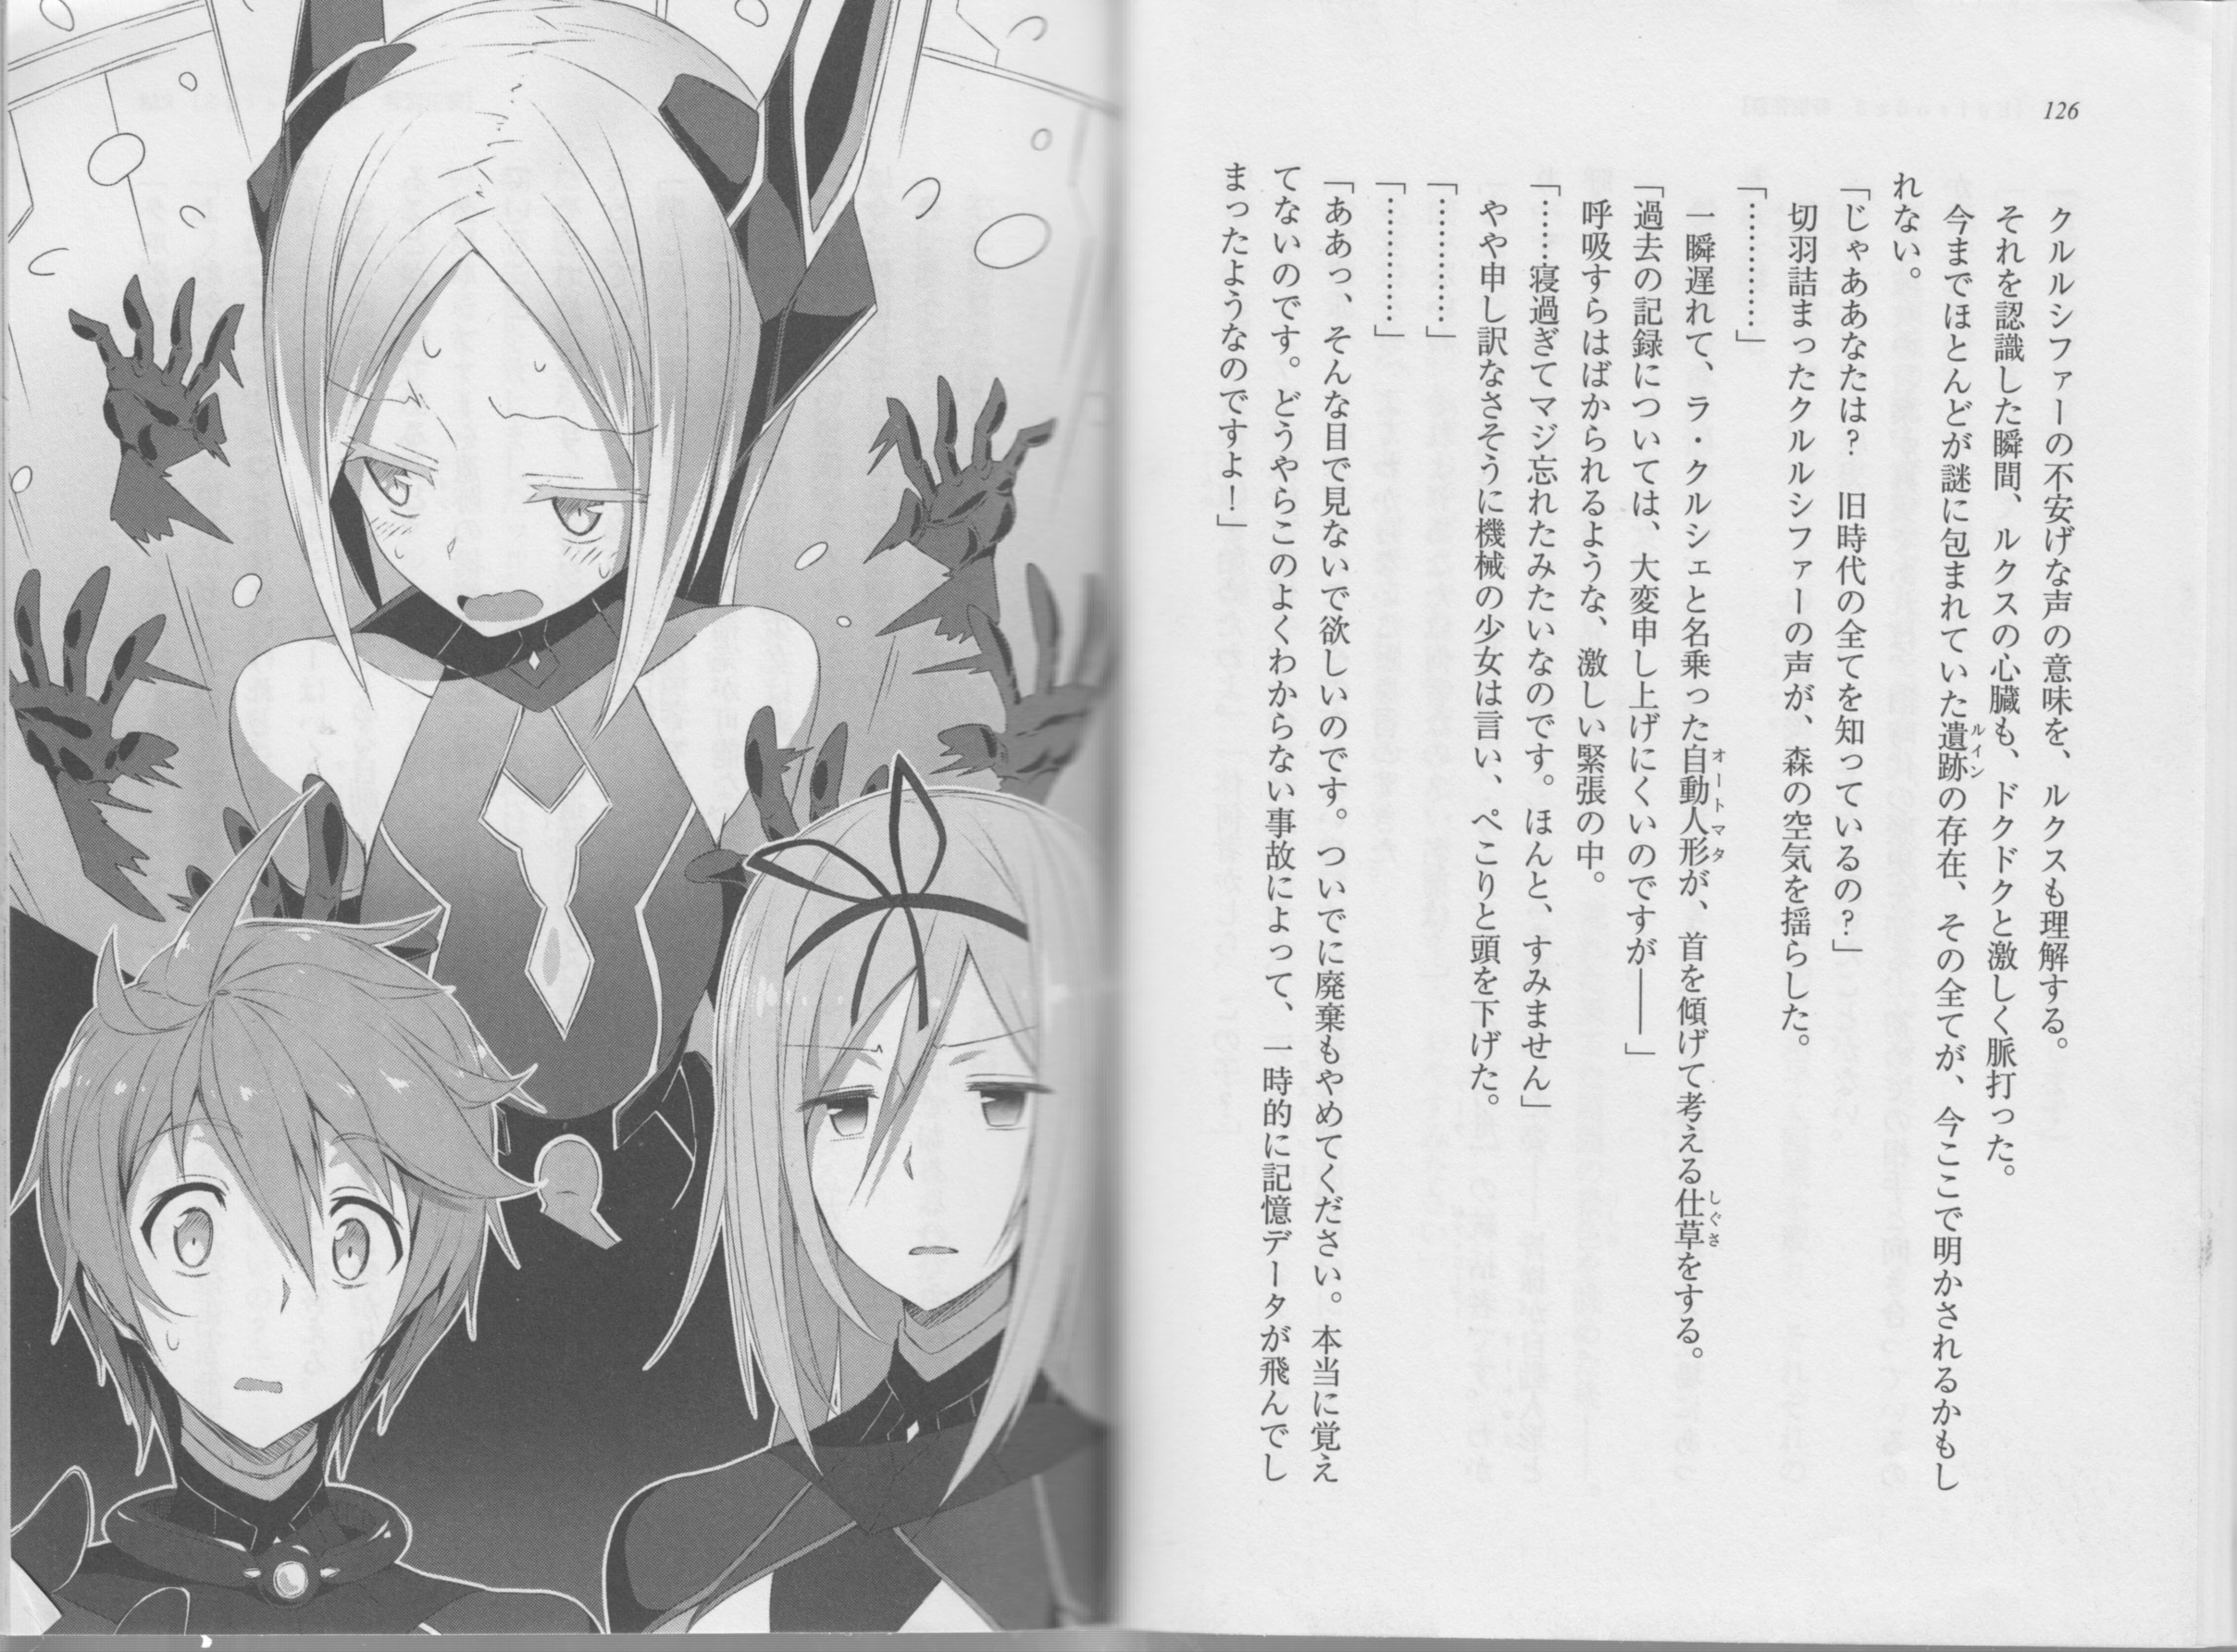 126
クルルシファーの不安げな声の意味を、ルクスも理解する。
それを認識した瞬間、ルクスの心臓も、ドクドクと激しく脈打った。
今までほとんどが謎に包まれていた遺跡の存在、その全てが、今ここで明かされるかもし
ルイン
れない。
「じゃああなたは？　旧時代の全てを知っているの？」
切羽詰まったクルルシファーの声が、森の空気を揺らした。
「…………」
一瞬遅れて、ラ・クルシェと名乗った自動人形が、首を傾げて考える仕草をする。
オートマタ
しぐさ
「過去の記録については、大変申し上げにくいのですが――」
呼吸すらはばかられるような、激しい緊張の中。
「……寝過ぎてマジ忘れたみたいなのです。ほんと、すみません」
やや申し訳なさそうに機械の少女は言い、ぺこりと頭を下げた。
「…………」
「…………」
「ああっ、そんな目で見ないで欲しいのです。ついでに廃棄もやめてください。本当に覚え
てないのです。どうやらこのよくわからない事故によって、一時的に記憶データが飛んでし
まったようなのですよ！」